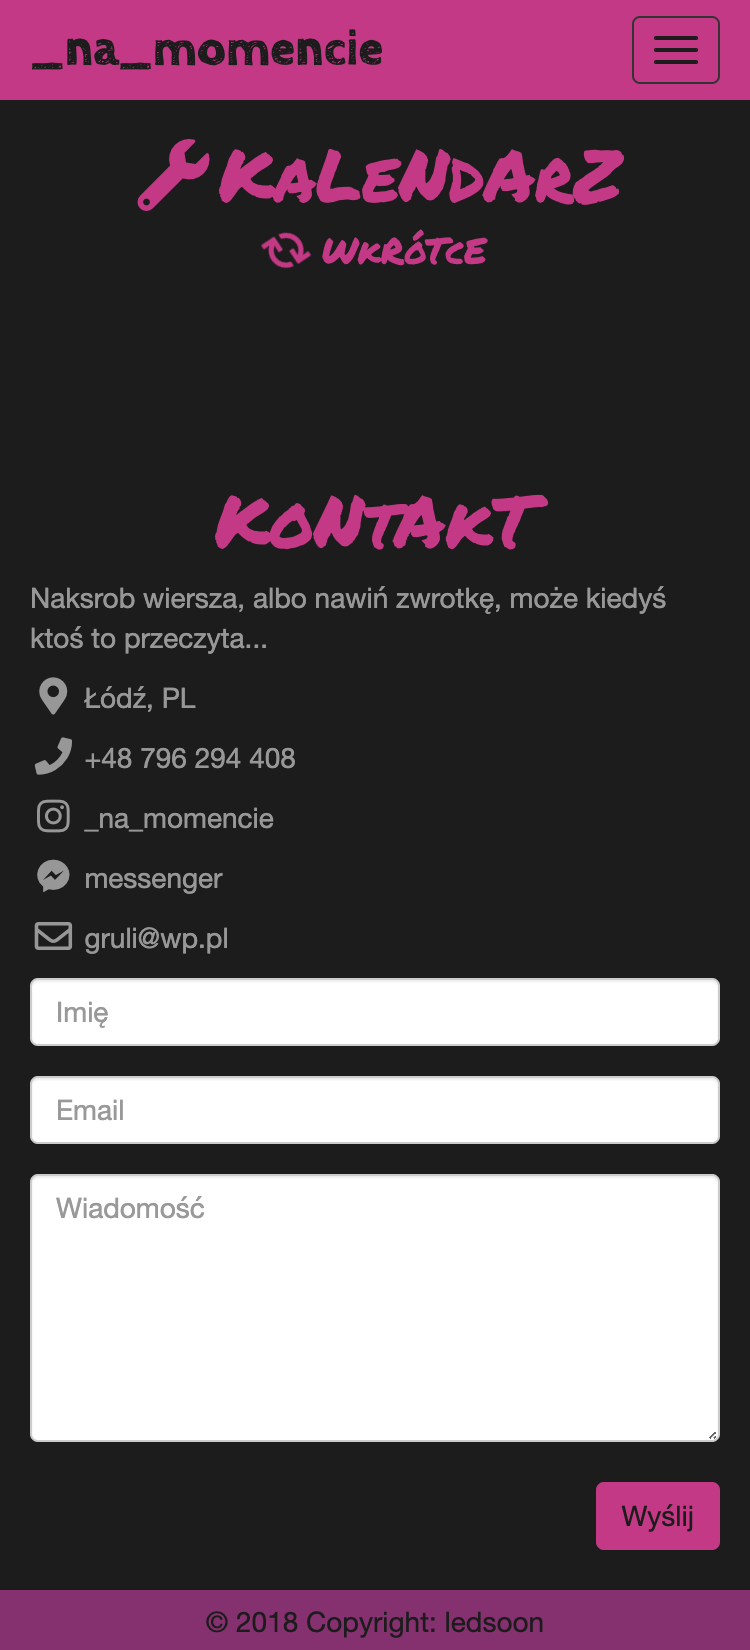 _na_momencie
KALENDARZ
WKRÓTCE
KONTAKT
Naksrob wiersza, albo nawiń zwrotkę, może kiedyś
ktoś to przeczyta...
Łódź, PL
+48 796 294 408
_na_momencie
messenger
gruli@wp.pl
Imię
Email
Wiadomość
Wyślij
© 2018 Copyright: ledsoon